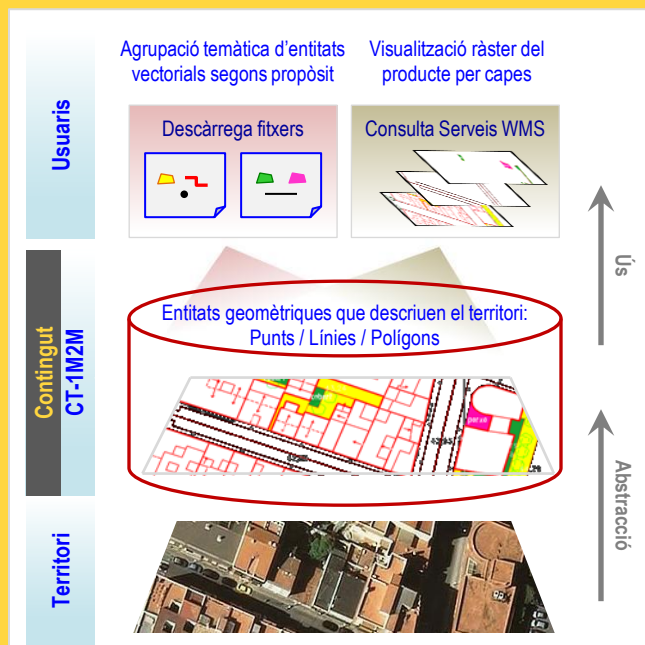 Agrupació temàtica d'entitats
vectorials segons propòsit
Visualització ràster del
producte per capes
Usuaris
Descàrrega fitxers
Consulta Serveis WMS
Ús
Contingut
CT-1M2M
Entitats geomètriques que descriuen el territori:
Punts / Línies / Polígons
Abstracció
Territori